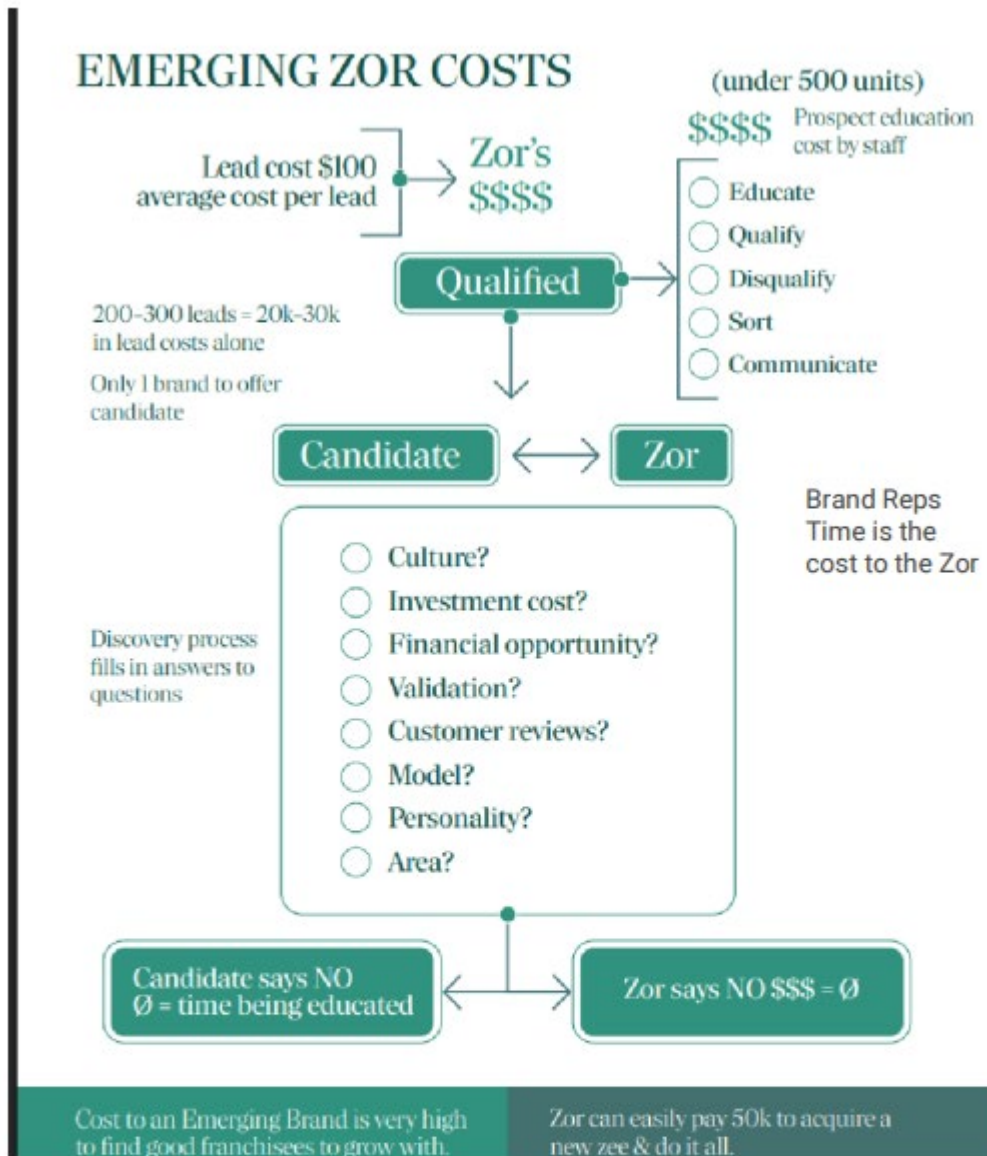 EMERGING ZOR COSTS
(under 500 units)
$$$$ Prospect education
cost by staff
Lead cost $100
average cost per lead
Zor's
$$$$
Educate
Qualify
Disqualify
Sort
Communicate
Qualified
200–300 leads = 20k–30k
in lead costs alone
Only 1 brand to offer
candidate
Candidate
Zor
Brand Reps
Time is the
cost to the Zor
Discovery process
fills in answers to
questions
Culture?
Investment cost?
Financial opportunity?
Validation?
Customer reviews?
Model?
Personality?
Area?
Candidate says NO
Ø = time being educated
Zor says NO $$$ = Ø
Cost to an Emerging Brand is very high
to find good franchisees to grow with.
Zor can easily pay 50k to acquire a
new zee & do it all.